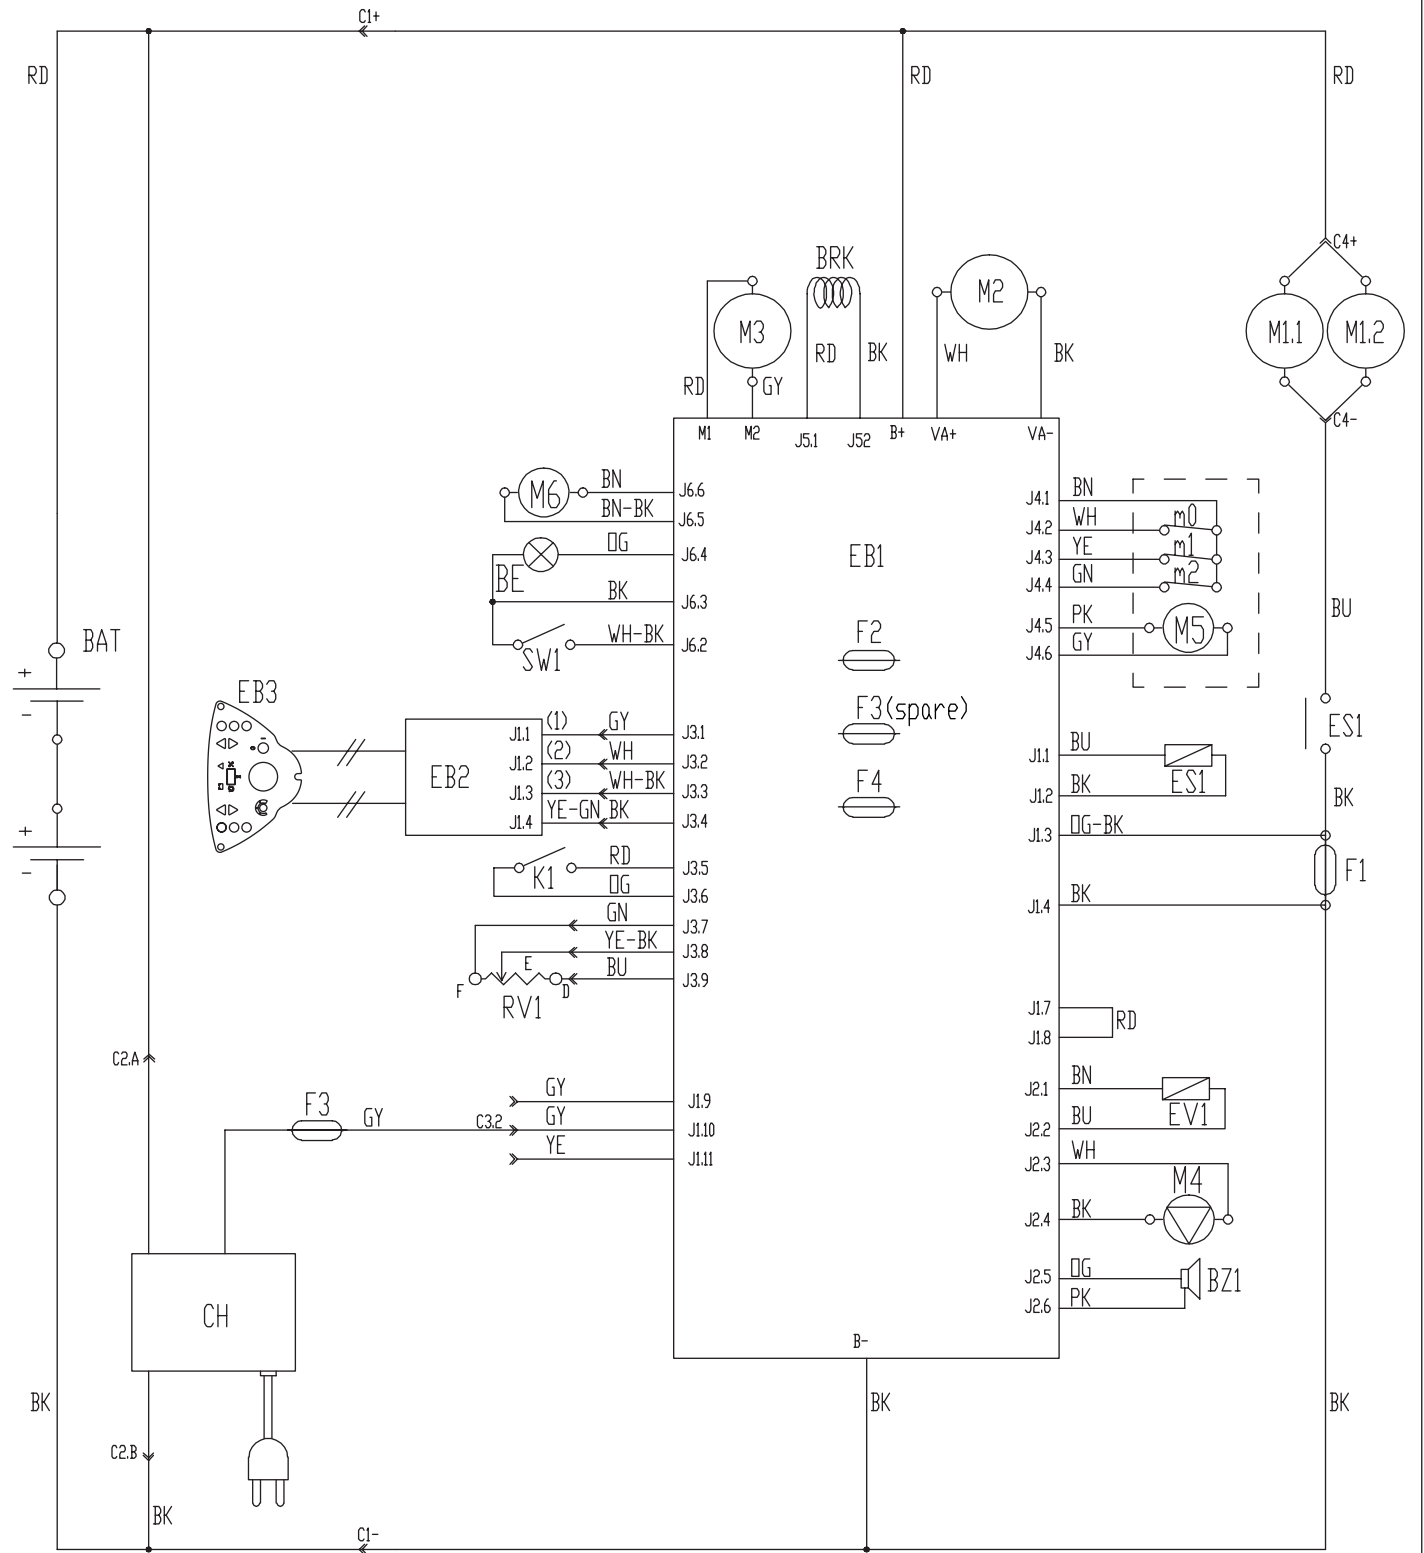 C1+
RD RD RD
C4+
BRK M2
M3 M1.1 M1.2
RD BK WH BK
RD GY
C4-
M1 M2 J5.1 J52 B+ VA+ VA-
M6 BN J6.6
BN-BK J6.5
OG J6.4
BE
BK J6.3
WH-BK J6.2
SW1
EB1
J4.1 BN
J4.2 WH m0
J4.3 YE m1
J4.4 GN m2
J4.5 PK M5
J4.6 GY
BU
BAT
+
-
+
-
F2
F3(spare)
F4
EB3
EB2
J1.1 (1) GY J3.1
J1.2 (2) WH J3.2
J1.3 (3) WH-BK J3.3
J1.4 YE-GN BK J3.4
RD J3.5
K1
OG J3.6
GN J3.7
YE-BK J3.8
E BU J3.9
F D
RV1
ES1
J1.1 BU
ES1
J1.2 BK
BK
J1.3 OG-BK
F1
J1.4 BK
J1.7
RD
J1.8
C2.A
F3 GY
GY J1.9
C3.2 GY J1.10
YE J1.11
J2.1 BN
EV1
J2.2 BU
J2.3 WH
M4
J2.4 BK
J2.5 OG
BZ1
J2.6 PK
CH
B-
BK BK BK
C2.B
BK
C1-